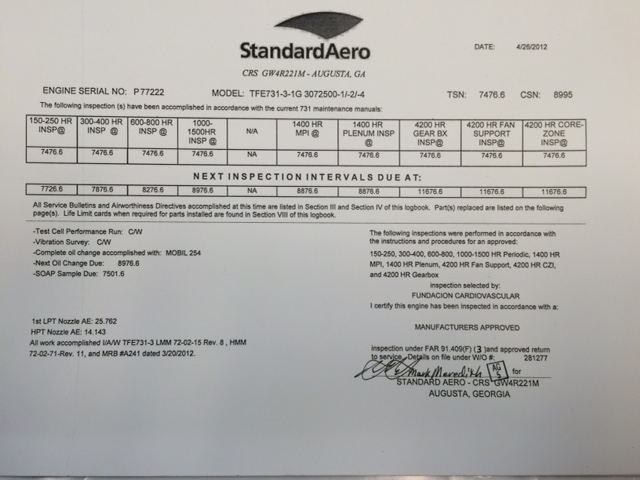 StandardAero
DATE: 4/26/2012
CRS GW4R221M - AUGUSTA, GA
ENGINE SERIAL NO: P 77222 MODEL: TFE731-3-1G 3072500-1/-2/-4 TSN: 7476.6 CSN: 8995
The following inspection (s) have been accomplished in accordance with the current 731 maintenance manuals:
150-250 HR INSP@ 300-400 HR INSP@ 600-800 HR INSP@ 1000-1500HR INSP @ N/A 1400 HR MPI @ 1400 HR PLENUM INSP @ 4200 HR GEAR BX INSP@ 4200 HR FAN SUPPORT INSP@ 4200 HR CORE-ZONE INSP@
7476.6 7476.6 7476.6 7476.6 NA 7476.6 7476.6 7476.6 7476.6 7476.6
NEXT INSPECTION INTERVALS DUE AT:
7726.6 7876.6 8276.6 8976.6 NA 8876.6 8876.6 11676.6 11676.6 11676.6
All Service Bulletins and Airworthiness Directives accomplished at this time are listed in Section III and Section IV of this logbook. Part(s) replaced are listed on the following
page(s). Life Limit cards when required for parts installed are found in Section VIII of this logbook.
-Test Cell Performance Run: C/W
-Vibration Survey: C/W
-Complete oil change accomplished with: MOBIL 254
-Next Oil Change Due: 8976.6
-SOAP Sample Due: 7501.6
1st LPT Nozzle AE: 25.762
HPT Nozzle AE: 14.143
All work accomplished I/A/W TFE731-3 LMM 72-02-15 Rev. 8 , HMM
72-02-71-Rev. 11, and MRB #A241 dated 3/20/2012.
The following inspections were performed in accordance with
the instructions and procedures for an approved:
150-250, 300-400, 600-800, 1000-1500 HR Periodic, 1400 HR
MPI, 1400 HR Plenum, 4200 HR Fan Support, 4200 HR CZI,
and 4200 HR Gearbox
inspection selected by:
FUNDACION CARDIOVASCULAR
I certify this engine has been inspected in accordance with a:
MANUFACTURERS APPROVED
inspection under FAR 91.409(F) (3) and approved return
to service. Details on file under W/O #: 281277
Mark Meredith AG 5 for
STANDARD AERO - CRS GW4R221M
AUGUSTA, GEORGIA